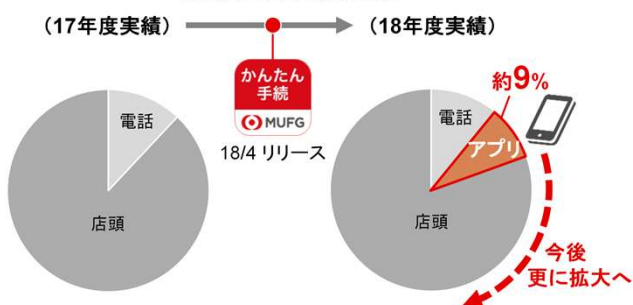 (17年度実績)
(18年度実績)
かんたん
手続
MUFG
18/4 リリース
電話
店頭
約9%
電話
アプリ
店頭
今後
更に拡大へ